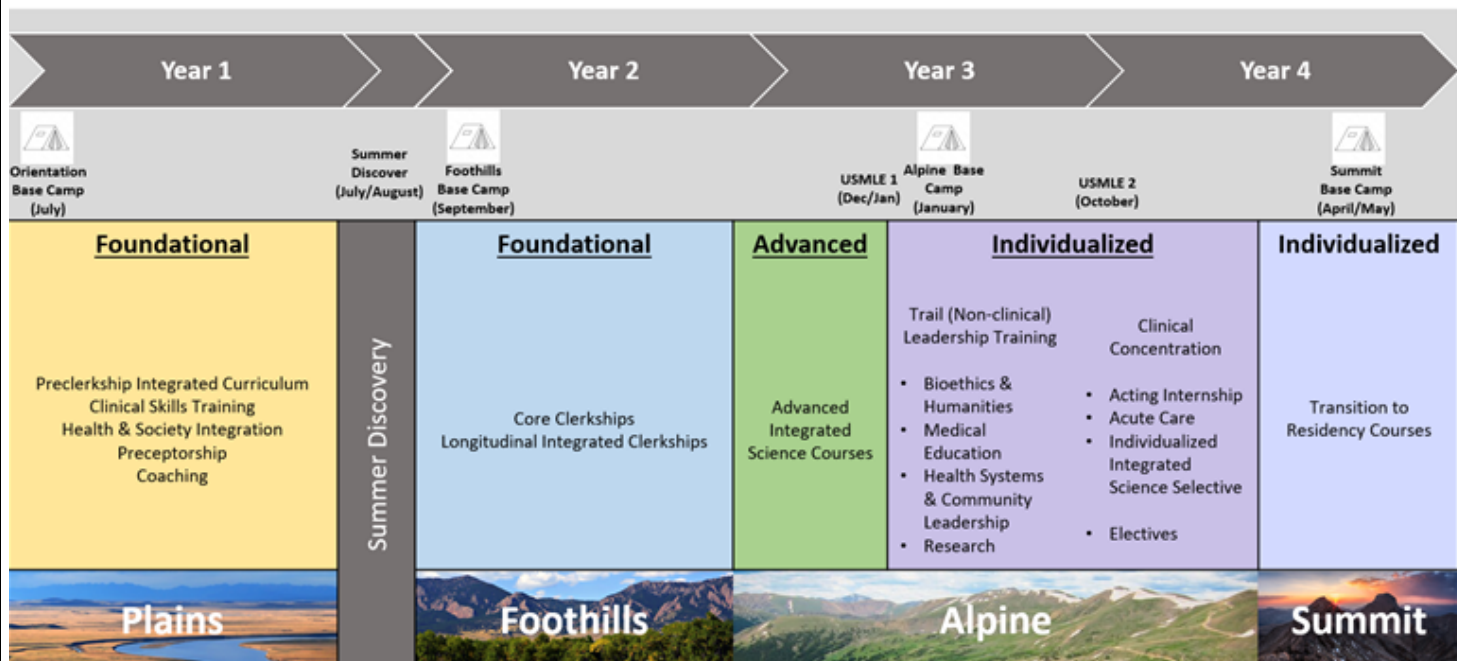 Year 1
Year 2
Year 3
Year 4
Orientation
Base Camp
(July)
Summer
Discover
(July/August)
Foothills
Base Camp
(September)
USMLE 1
(Dec/Jan)
Alpine Base
Camp
(January)
USMLE 2
(October)
Summit
Base Camp
(April/May)
Foundational
Preclerkship Integrated Curriculum
Clinical Skills Training
Health & Society Integration
Preceptorship
Coaching
Summer Discovery
Foundational
Core Clerkships
Longitudinal Integrated Clerkships
Advanced
Advanced
Integrated
Science Courses
Individualized
Trail (Non-clinical)
Leadership Training
• Bioethics &
Humanities
• Medical
Education
• Health Systems
& Community
Leadership
• Research
Clinical
Concentration
• Acting Internship
• Acute Care
• Individualized
Integrated
Science Selective
• Electives
Individualized
Transition to
Residency Courses
Plains
Foothills
Alpine
Summit